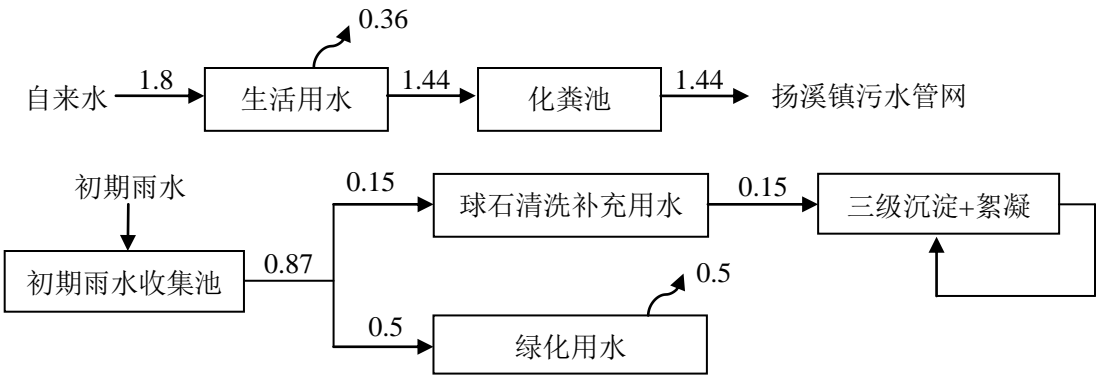 0.36
自来水 1.8 生活用水 1.44 化粪池 1.44 扬溪镇污水管网
初期雨水
0.15 球石清洗补充用水 0.15 三级沉淀+絮凝
初期雨水收集池 0.87
0.5
0.5 绿化用水